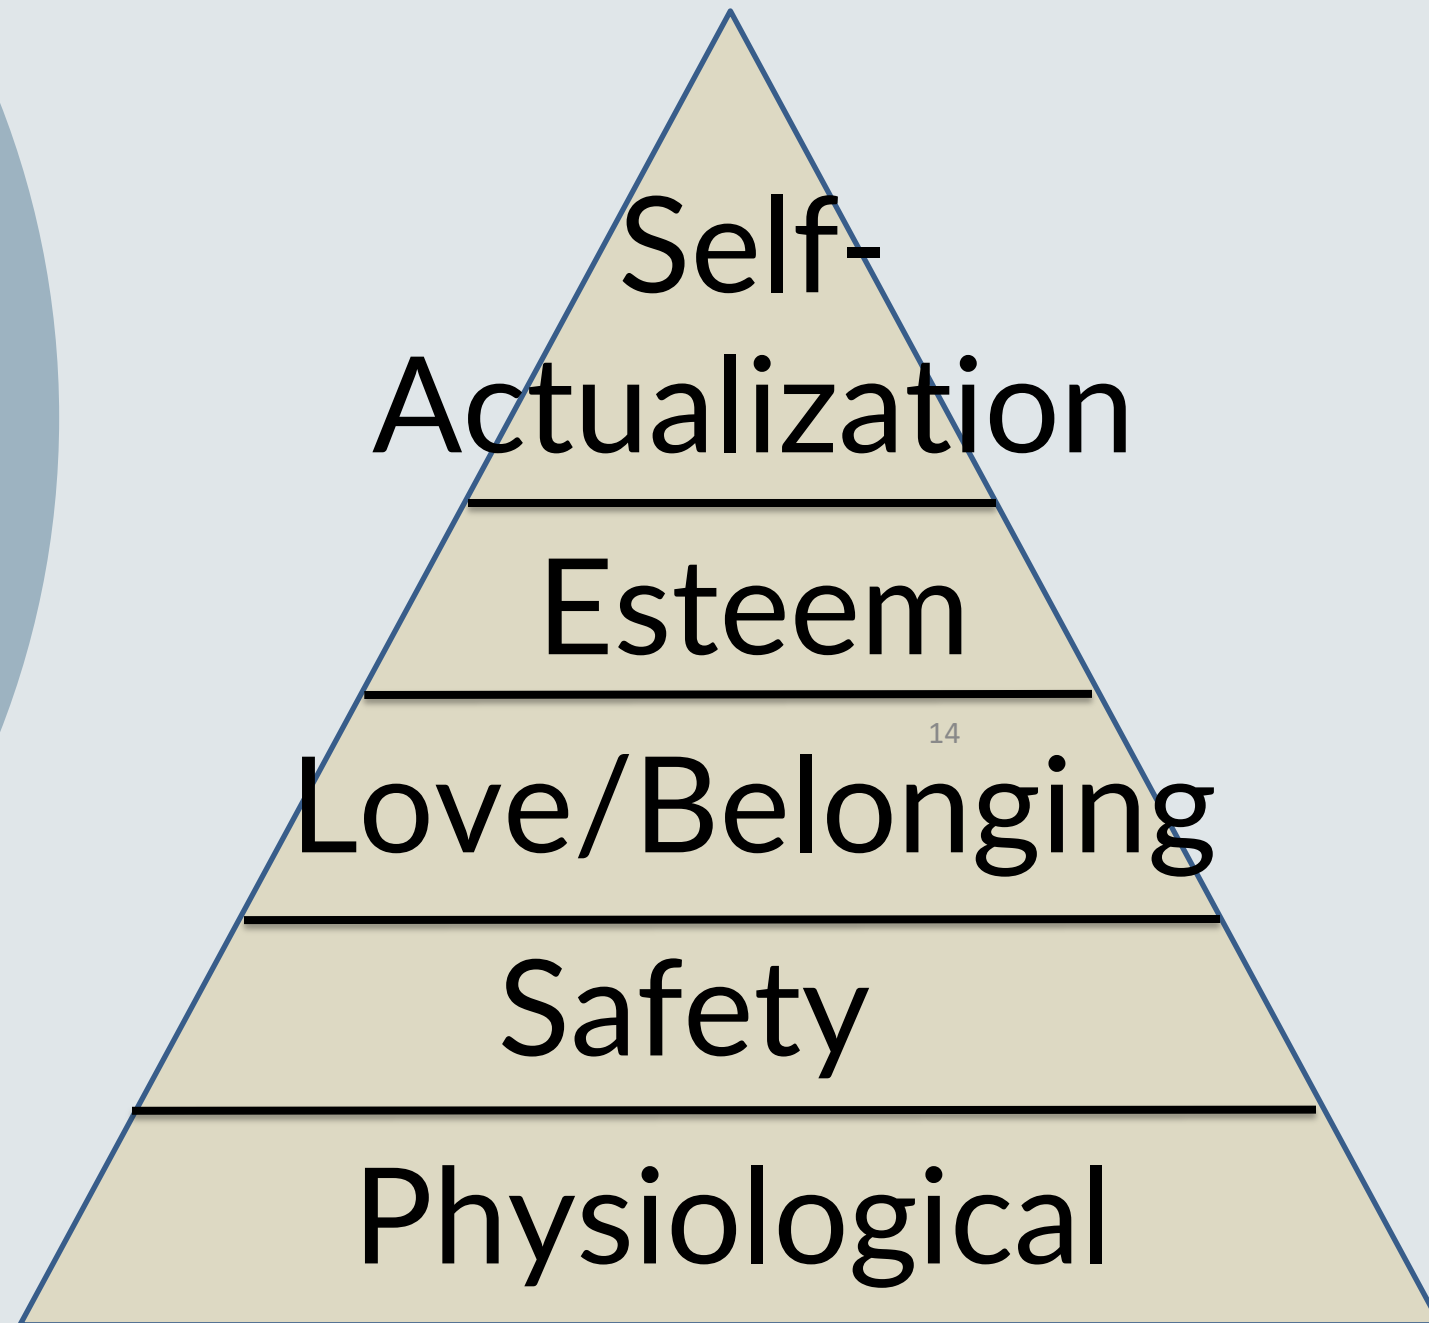 Self-
Actualization
Esteem
14
Love/Belonging
Safety
Physiological